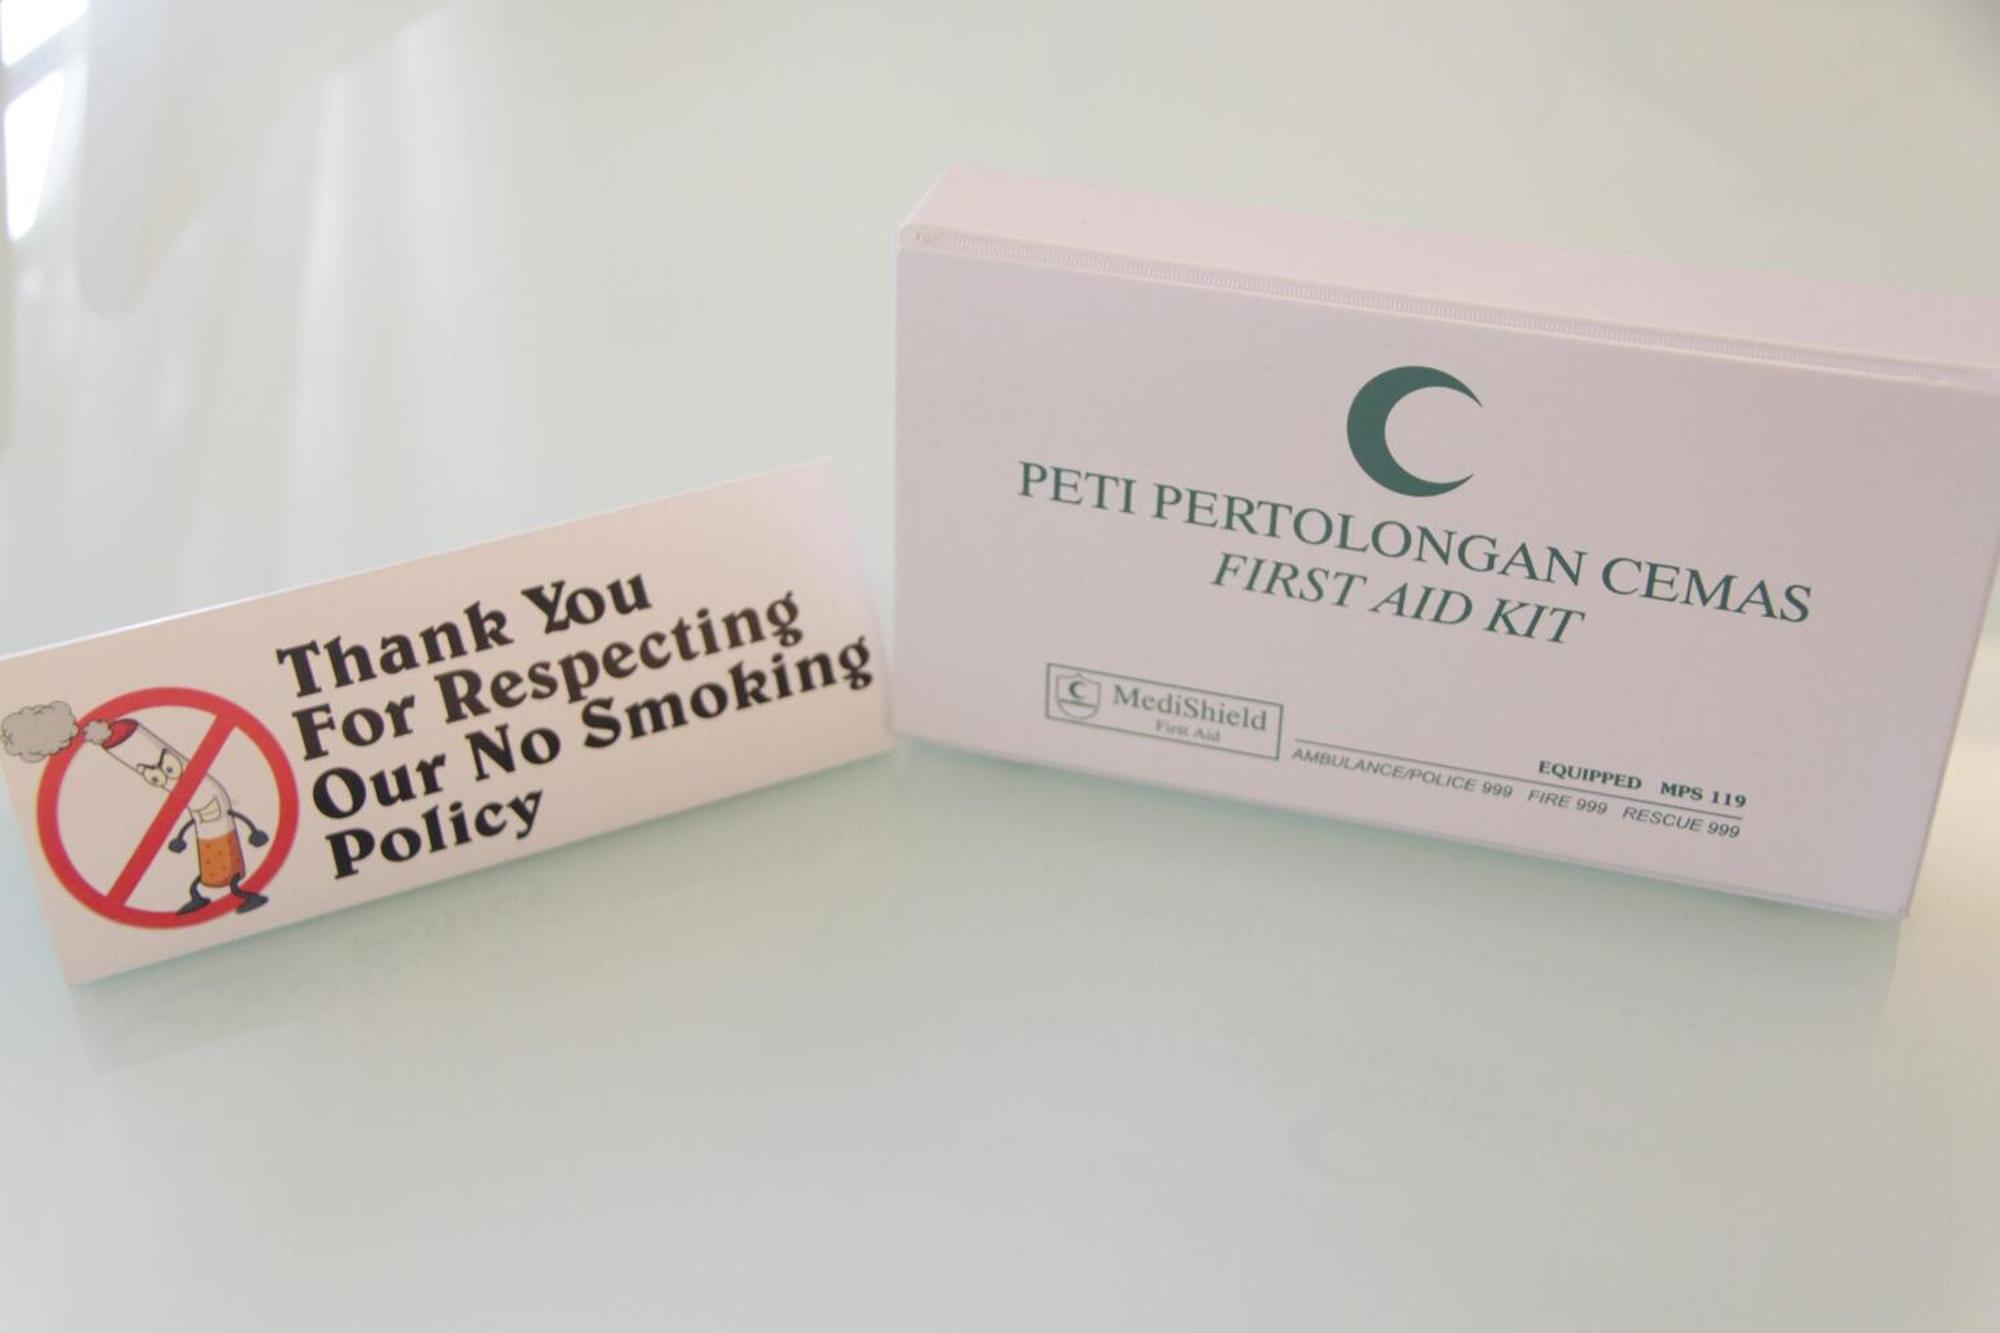 Thank You
For Respecting
Our No Smoking
Policy
PETI PERTOLONGAN CEMAS
FIRST AID KIT
MediShield
First Aid
EQUIPPED MPS 119
AMBULANCE/POLICE 999 FIRE 999 RESCUE 999